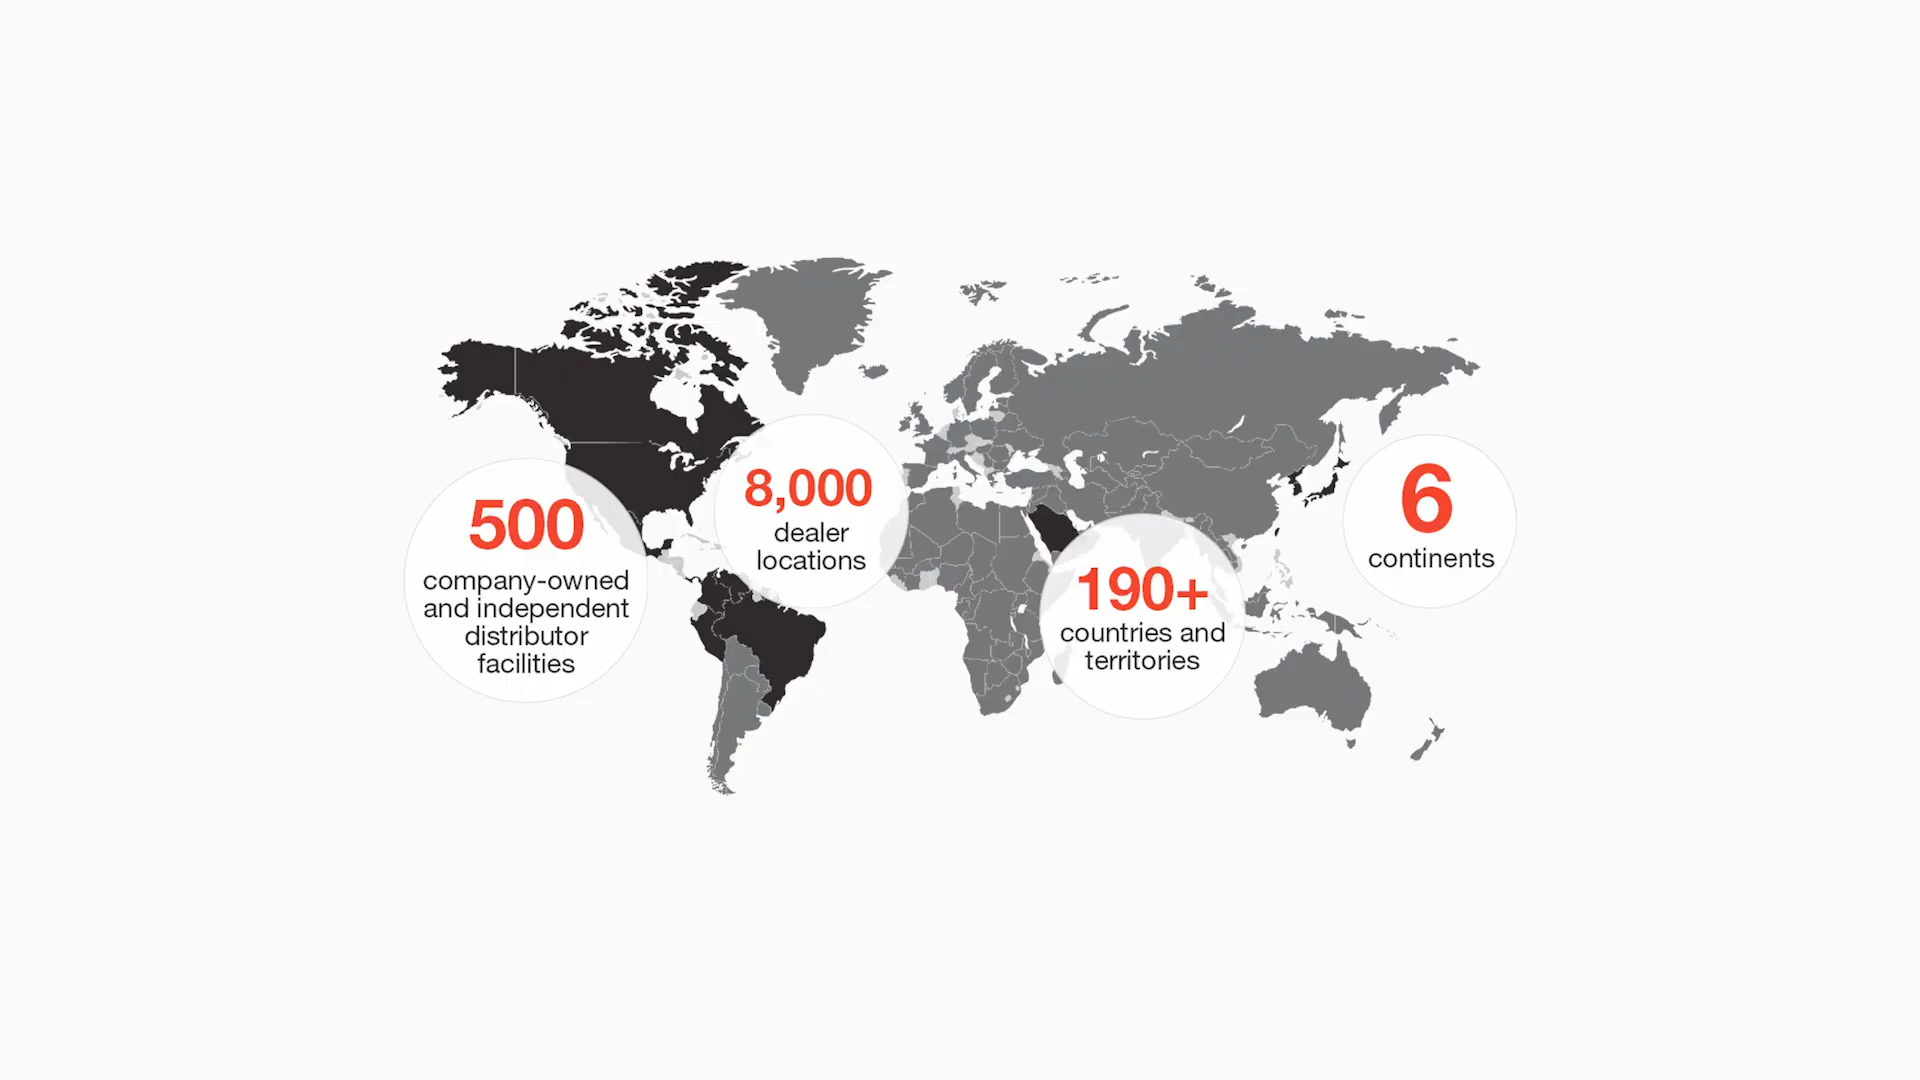 500
company-owned
and independent
distributor
facilities
8,000
dealer
locations
190+
countries and
territories
6
continents